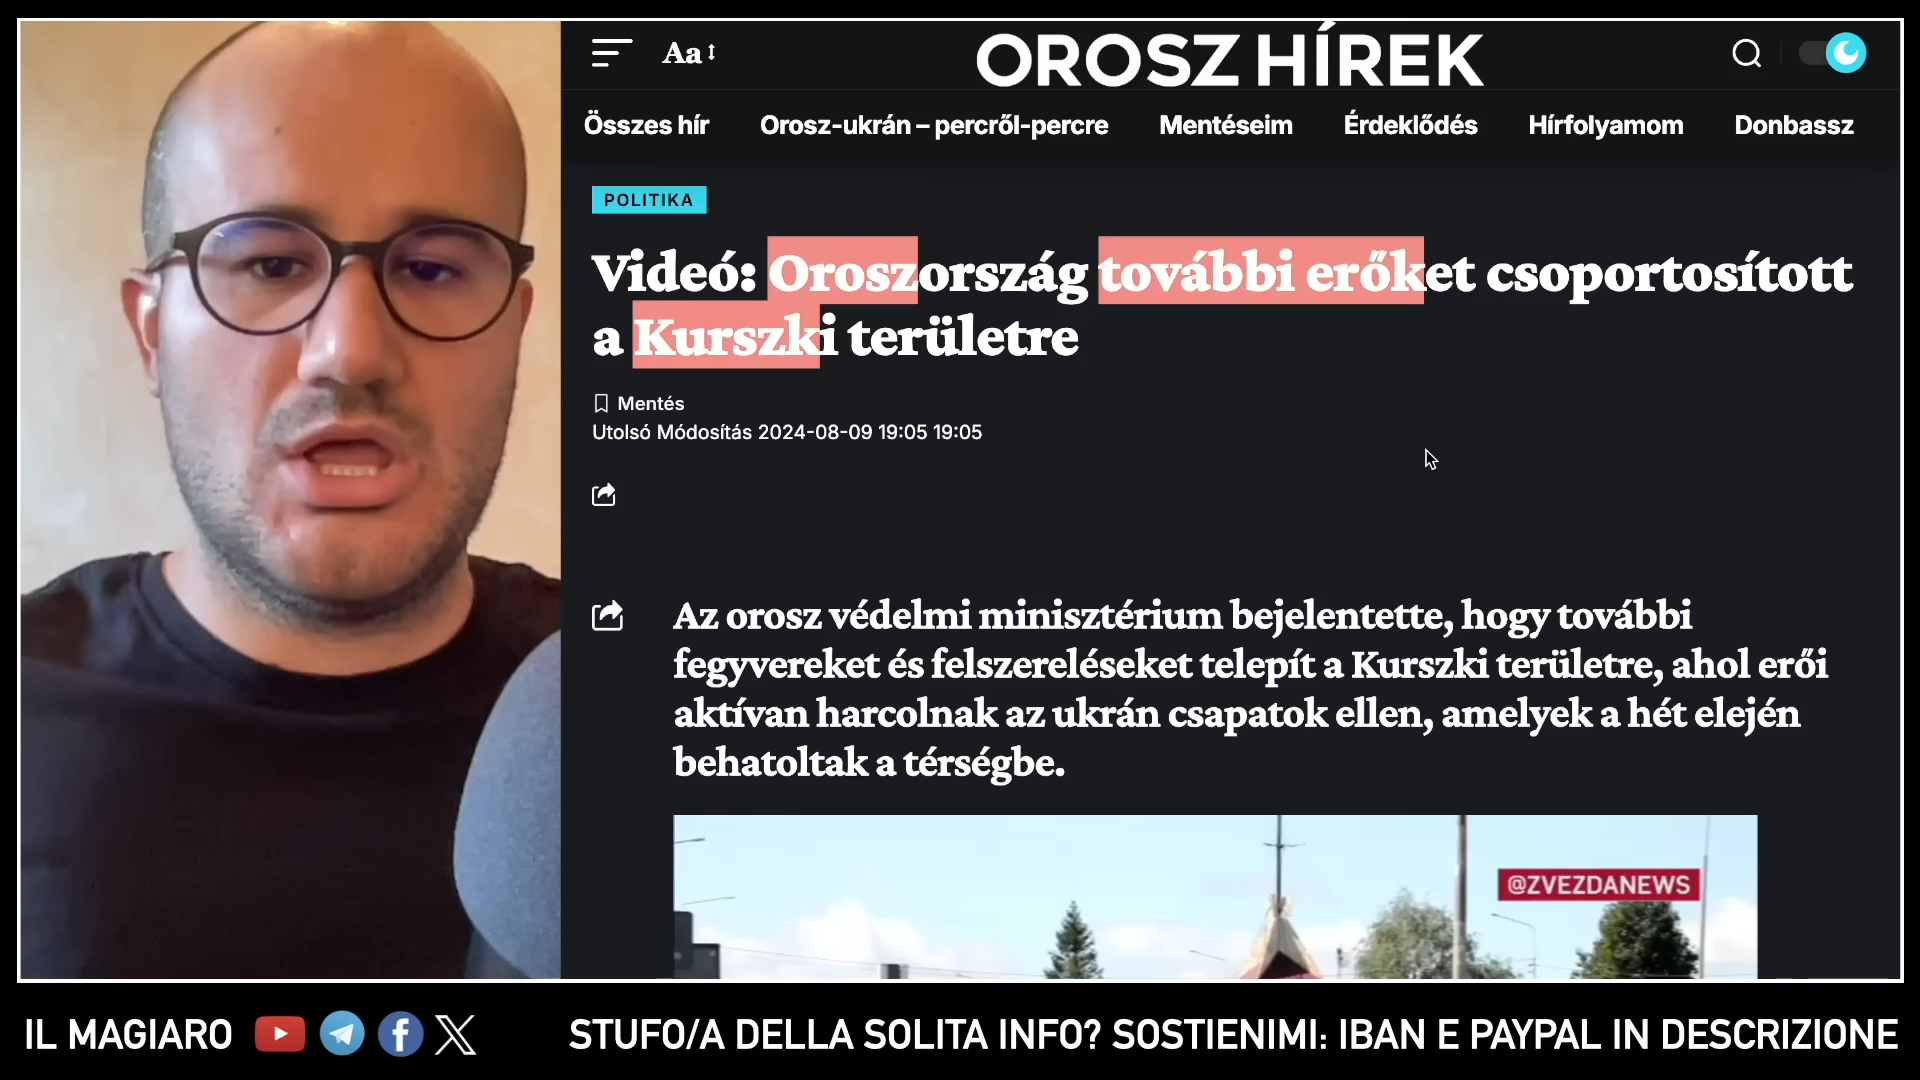 Aa
OROSZ HÍREK
Összes hír Orosz-ukrán – percről-percre Mentéseim Érdeklődés Hírfolyamom Donbassz
POLITIKA
Videó: Oroszország további erőket csoportosított
a Kurszki területre
Mentés
Utolsó Módosítás 2024-08-09 19:05 19:05
Az orosz védelmi minisztérium bejelentette, hogy további
fegyvereket és felszereléseket telepít a Kurszki területre, ahol erői
aktívan harcolnak az ukrán csapatok ellen, amelyek a hét elején
behatoltak a térségbe.
@ZVEZDANEWS
IL MAGIARO STUFO/A DELLA SOLITA INFO? SOSTIENIMI: IBAN E PAYPAL IN DESCRIZIONE